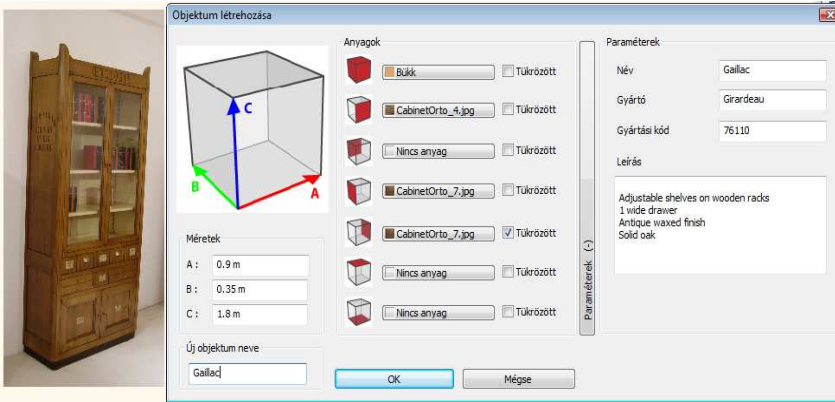 Objektum létrehozása
C
B
A
Méretek
A : 0.9 m
B : 0.35 m
C : 1.8 m
Új objektum neve
Gaillac
Anyagok
Bükk Tükrözött
CabinetOrto_4.jpg Tükrözött
Nincs anyag Tükrözött
CabinetOrto_7.jpg Tükrözött
CabinetOrto_7.jpg Tükrözött
Nincs anyag Tükrözött
Nincs anyag Tükrözött
Paraméterek (-)
Paraméterek
Név Gaillac
Gyártó Girardeau
Gyártási kód 76110
Leírás
Adjustable shelves on wooden racks
1 wide drawer
Antique waxed finish
Solid oak
OK Mégse